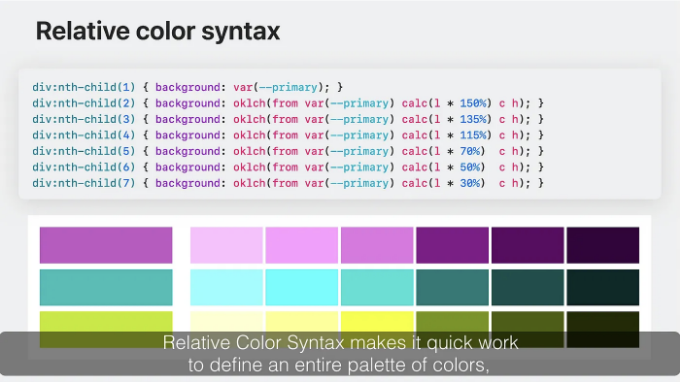 Relative color syntax
div:nth-child(1) { background: var(--primary); }
div:nth-child(2) { background: oklch(from var(--primary) calc(l * 150%) c h); }
div:nth-child(3) { background: oklch(from var(--primary) calc(l * 135%) c h); }
div:nth-child(4) { background: oklch(from var(--primary) calc(l * 115%) c h); }
div:nth-child(5) { background: oklch(from var(--primary) calc(l * 70%)  c h); }
div:nth-child(6) { background: oklch(from var(--primary) calc(l * 50%)  c h); }
div:nth-child(7) { background: oklch(from var(--primary) calc(l * 30%)  c h); }
Relative Color Syntax makes it quick work
to define an entire palette of colors,